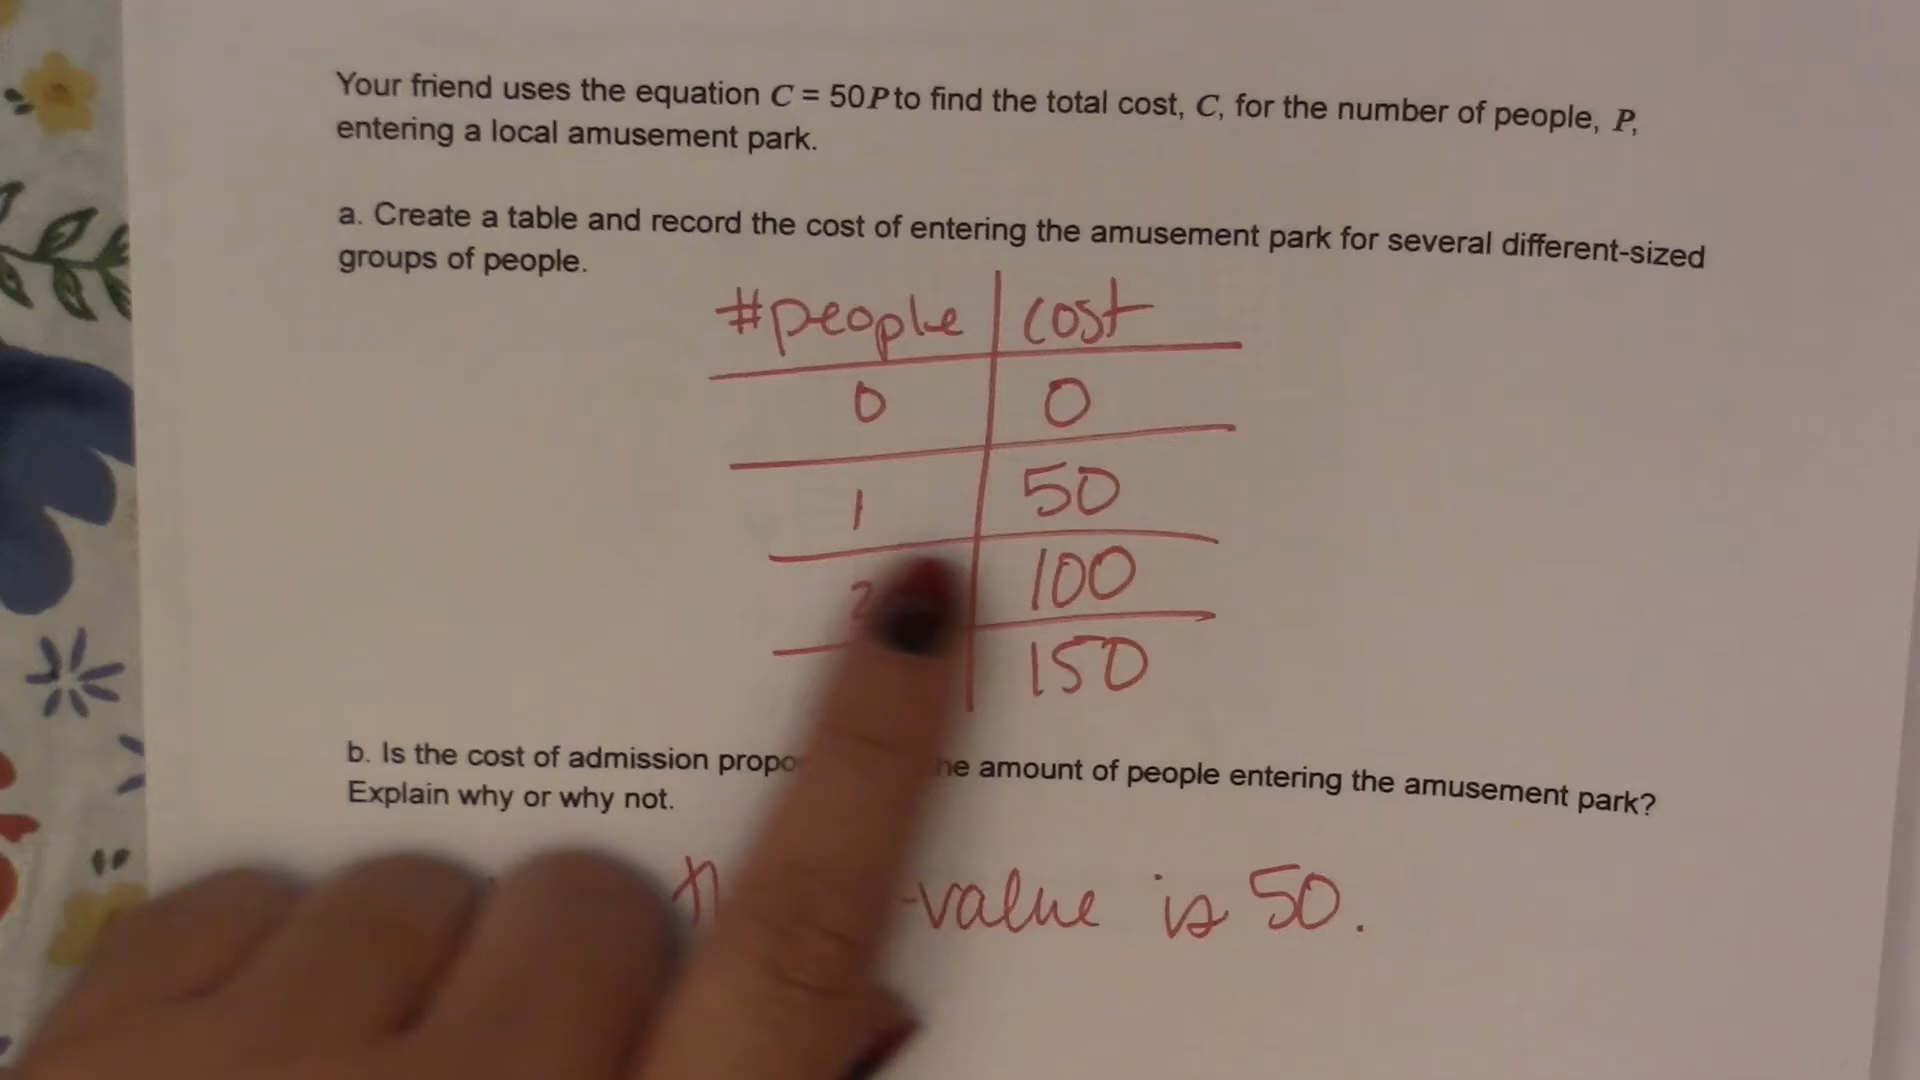 Your friend uses the equation C = 50P to find the total cost, C, for the number of people, P,
entering a local amusement park.
a. Create a table and record the cost of entering the amusement park for several different-sized
groups of people.
#people cost
0 0
1 50
2 100
150
b. Is the cost of admission amount of people entering the amusement park?
Explain why or why not.
-value is 50.